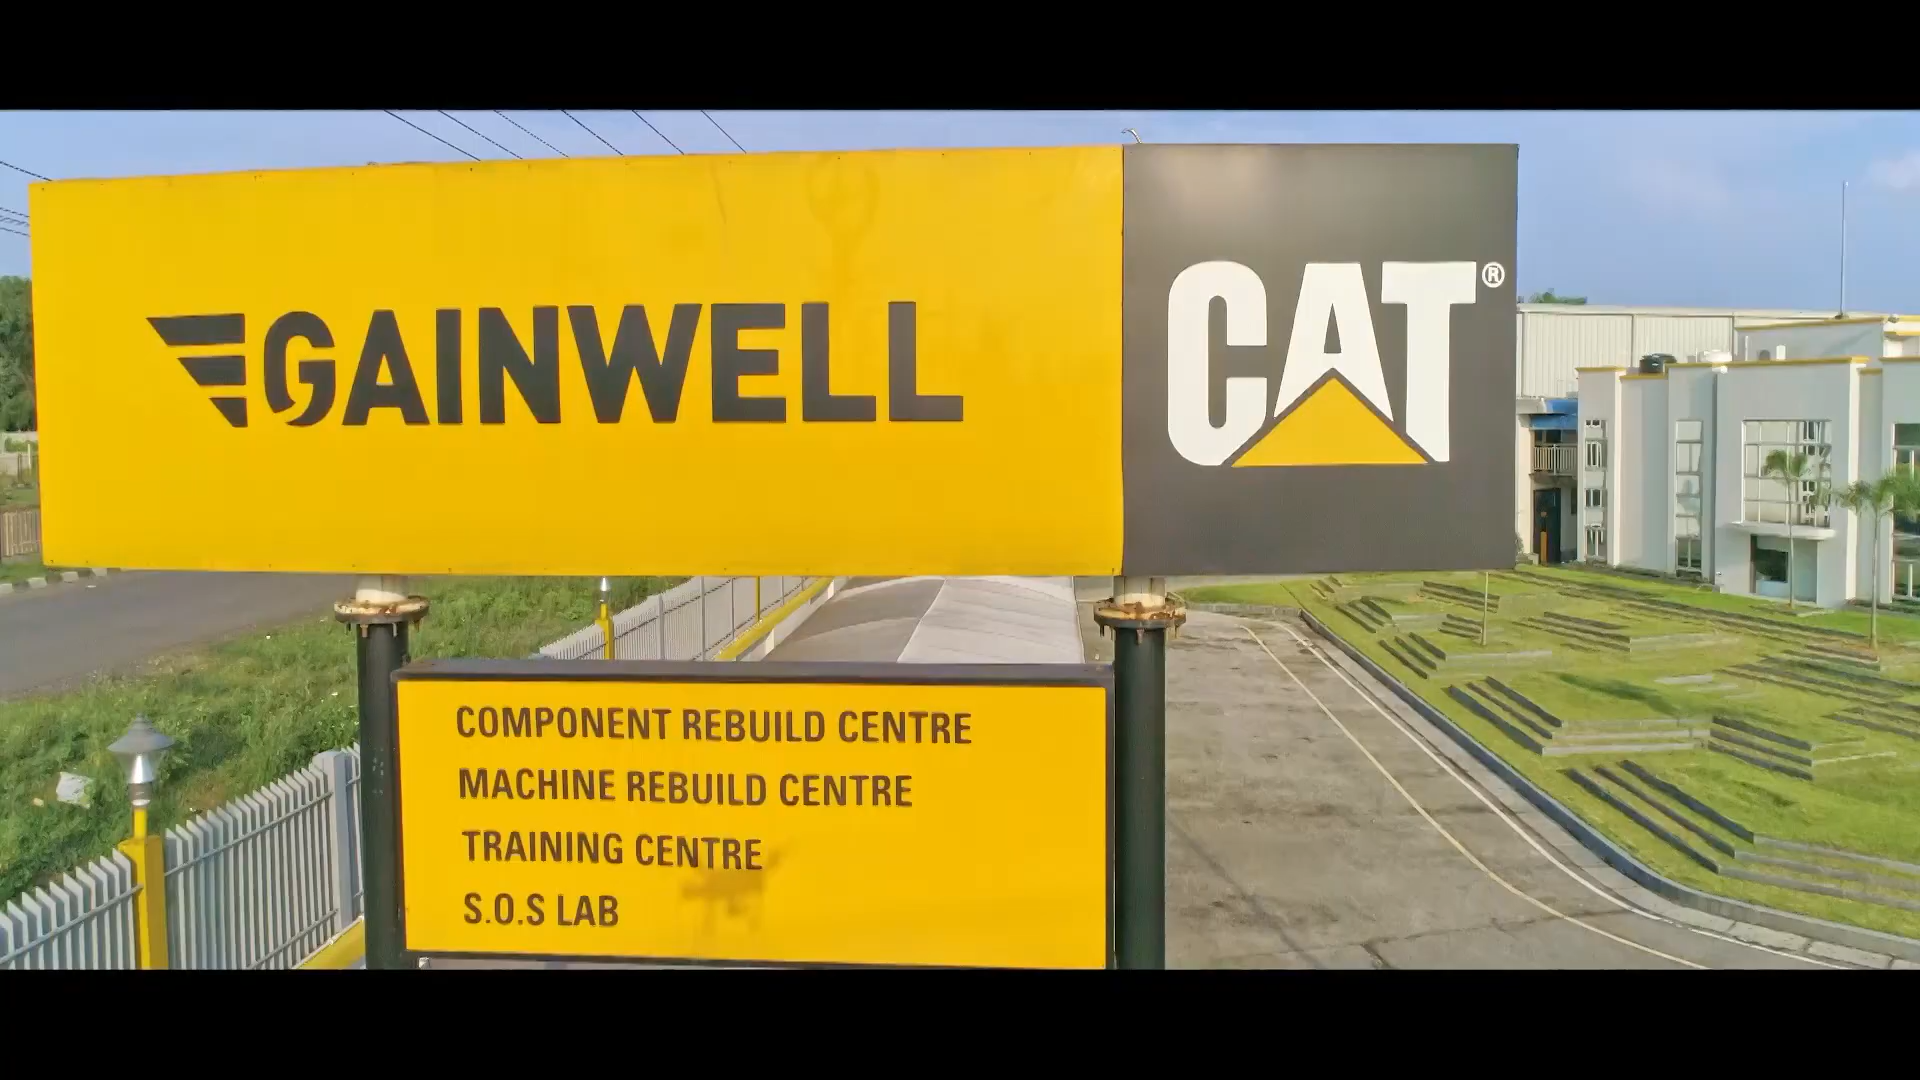 GAINWELL
CAT®
COMPONENT REBUILD CENTRE
MACHINE REBUILD CENTRE
TRAINING CENTRE
S.O.S LAB